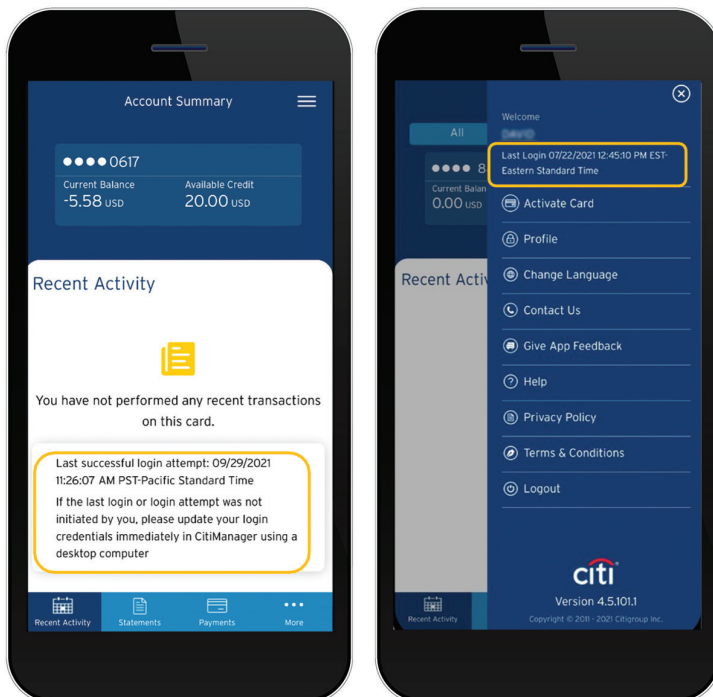 Account Summary
0617
Current Balance
Available Credit
-5.58 USD
20.00 USD
Recent Activity
You have not performed any recent transactions
on this card.
Last successful login attempt: 09/29/2021
11:26:07 AM PST-Pacific Standard Time
If the last login or login attempt was not
initiated by you, please update your login
credentials immediately in CitiManager using a
desktop computer
Recent Activity
Statements
Payments
More
All
8
Current Balan
0.00 USD
Recent Activ
Recent Activity
Welcome
Last Login 07/22/2021 12:45:10 PM EST-
Eastern Standard Time
Activate Card
Profile
Change Language
Contact Us
Give App Feedback
Help
Privacy Policy
Terms & Conditions
Logout
citi
Version 4.5.101.1
Copyright © 2011 - 2021 Citigroup Inc.